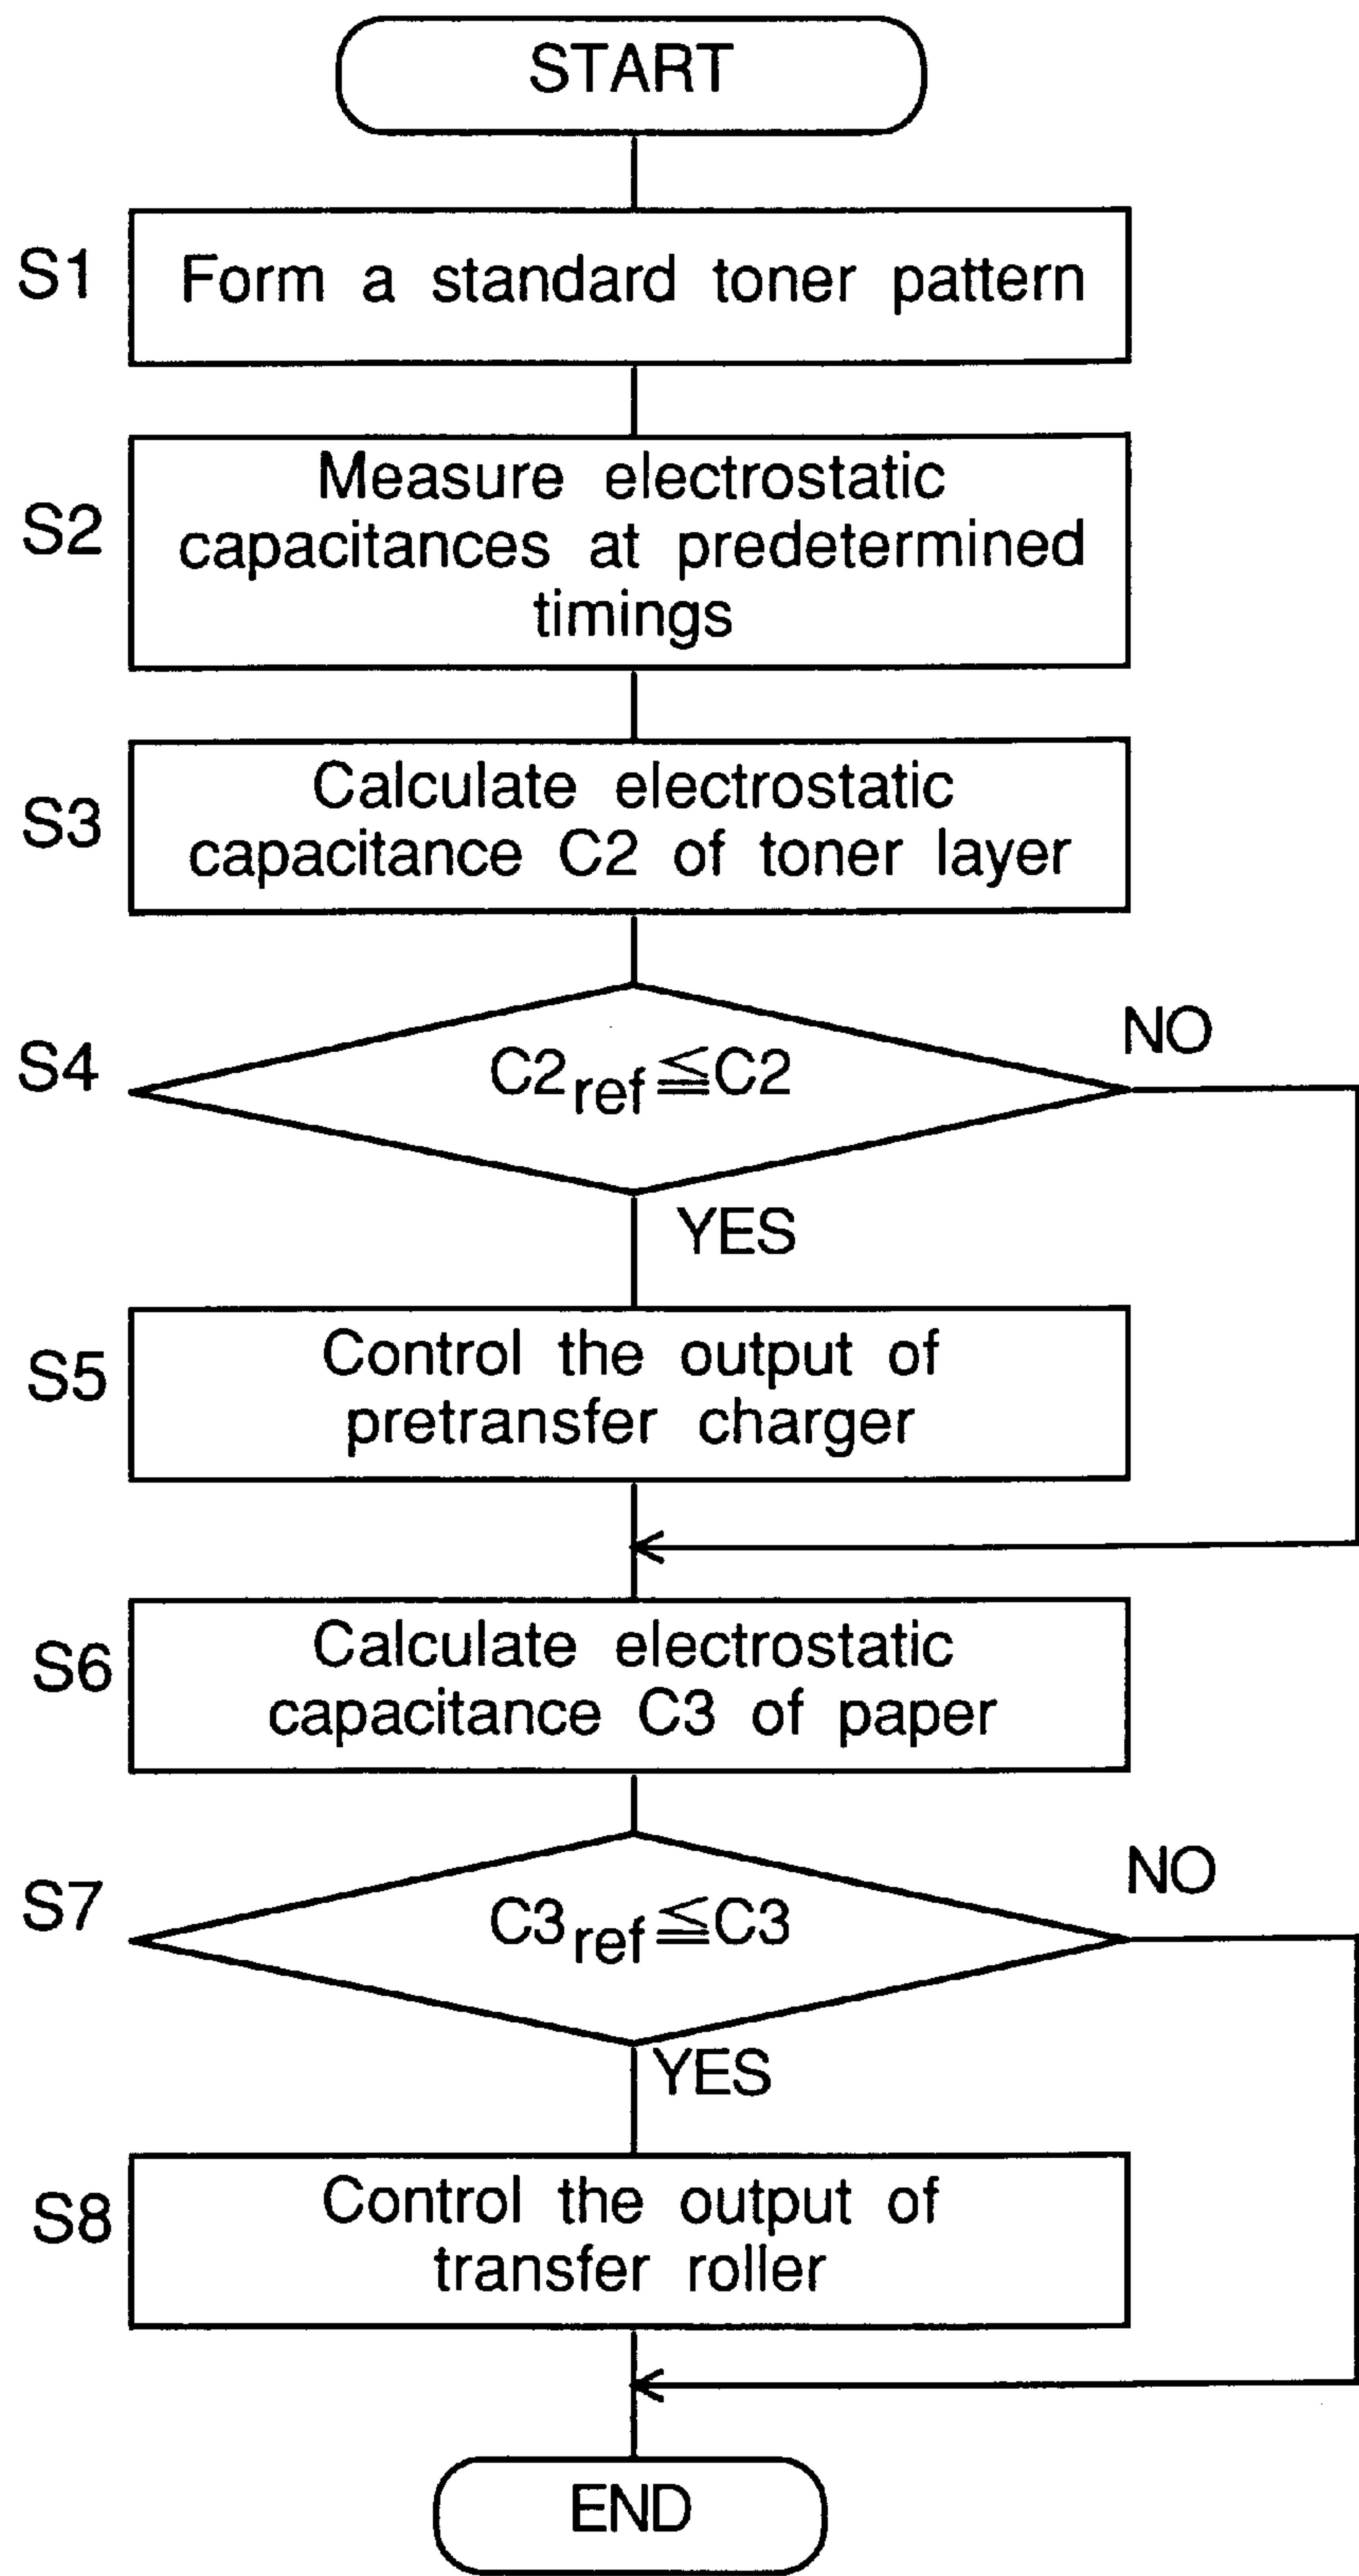 START
S1
Form a standard toner pattern
S2
Measure electrostatic
capacitances at predetermined
timings
S3
Calculate electrostatic
capacitance C2 of toner layer
S4
C2ref≦C2
NO
YES
S5
Control the output of
pretransfer charger
S6
Calculate electrostatic
capacitance C3 of paper
S7
C3ref≦C3
NO
YES
S8
Control the output of
transfer roller
END